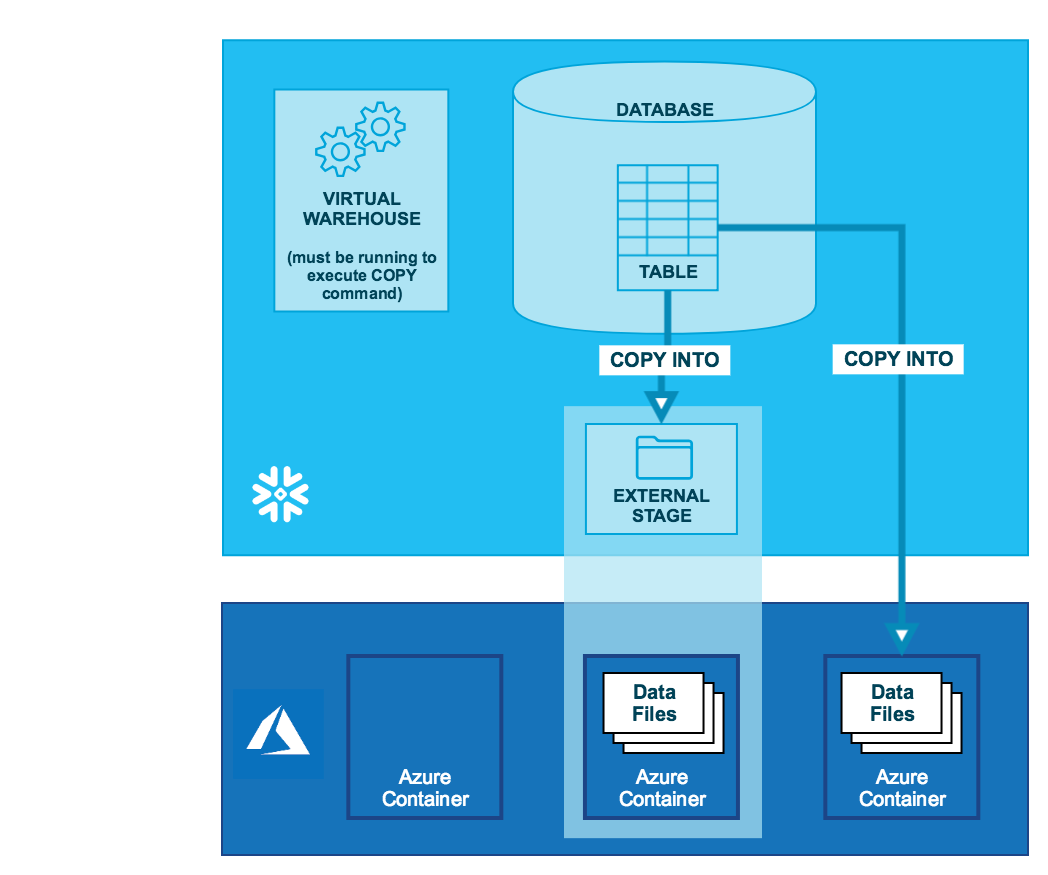 DATABASE
VIRTUAL
WAREHOUSE
(must be running to
execute COPY
command)
TABLE
COPY INTO
COPY INTO
EXTERNAL
STAGE
Azure
Container
Data
Files
Azure
Container
Data
Files
Azure
Container